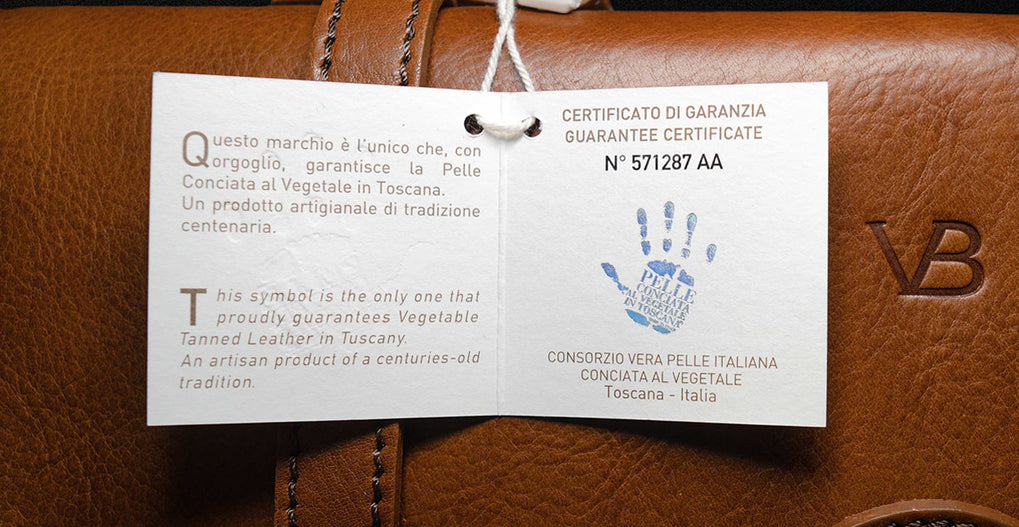 Questo marchio è l'unico che, con
orgoglio, garantisce la Pelle
Conciata al Vegetale in Toscana.
Un prodotto artigianale di tradizione
centenaria.
This symbol is the only one that
proudly guarantees Vegetable
Tanned Leather in Tuscany.
An artisan product of a centuries-old
tradition.
CERTIFICATO DI GARANZIA
GUARANTEE CERTIFICATE
N° 571287 AA
PELLE
CONCIATA
AL VEGETALE
IN TOSCANA
CONSORZIO VERA PELLE ITALIANA
CONCIATA AL VEGETALE
Toscana - Italia
VB